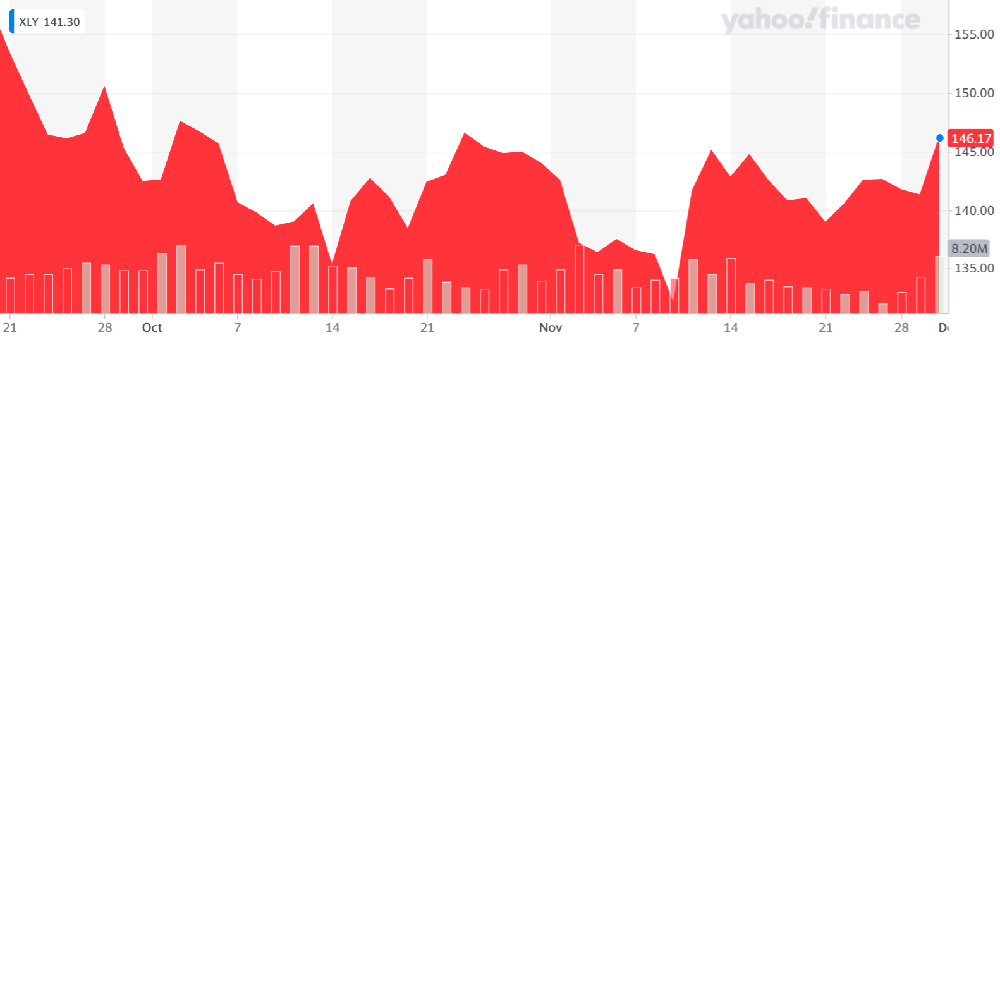 XLY 141.30
yahoo!finance
155.00
150.00
146.17
145.00
140.00
8.20M
135.00
21 28 Oct 7 14 21 Nov 7 14 21 28